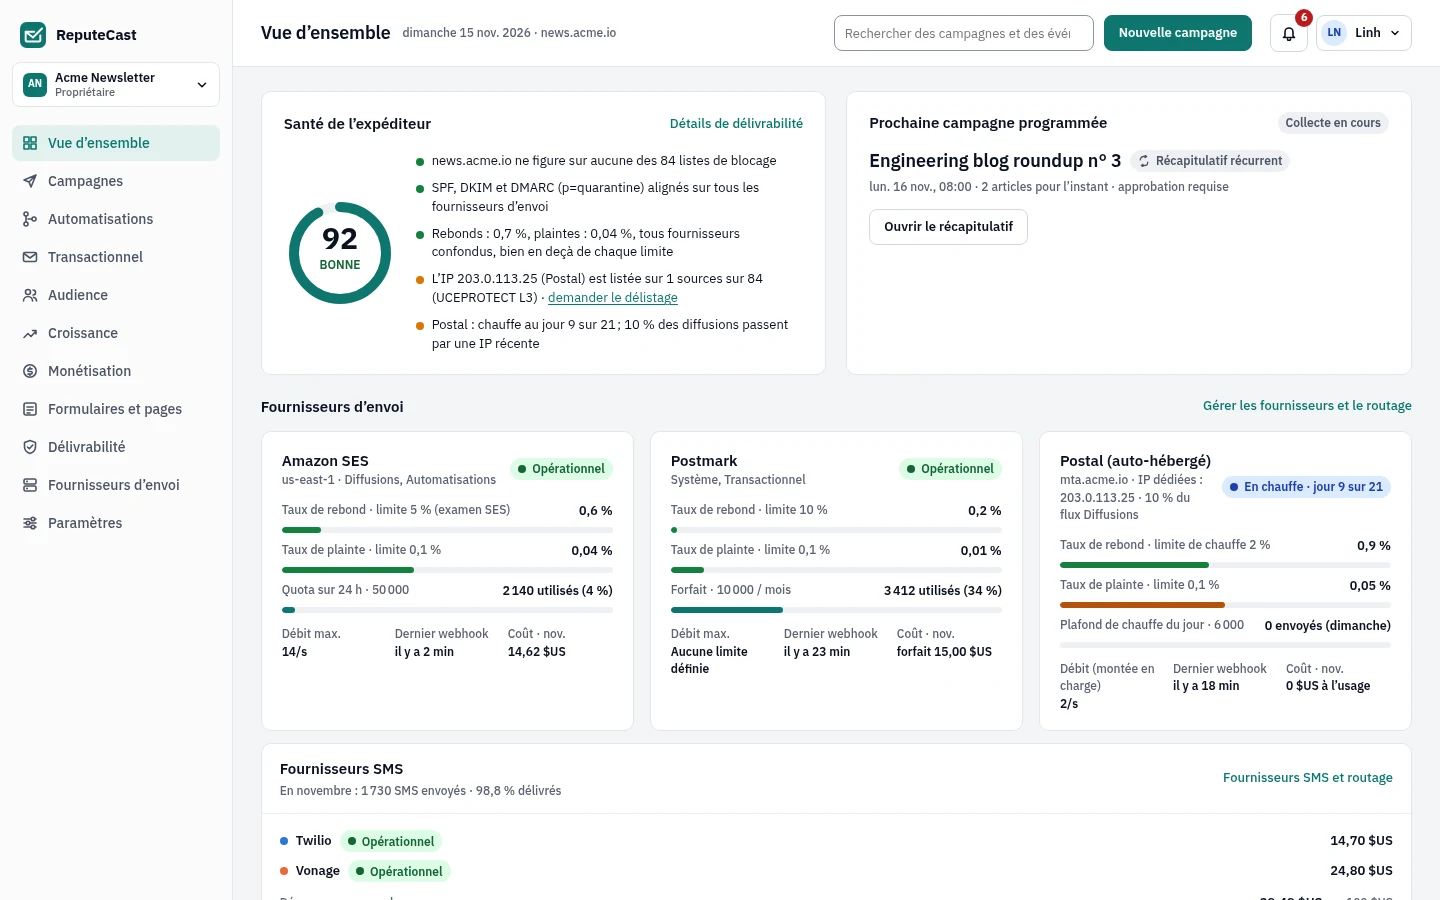 ReputeCast
AN
Acme Newsletter
Propriétaire
Vue d’ensemble
Campagnes
Automatisations
Transactionnel
Audience
Croissance
Monétisation
Formulaires et pages
Délivrabilité
Fournisseurs d’envoi
Paramètres
Vue d’ensemble
dimanche 15 nov. 2026 · news.acme.io
Rechercher des campagnes et des évé
Nouvelle campagne
6
LN
Linh
Santé de l’expéditeur
Détails de délivrabilité
92
BONNE
news.acme.io ne figure sur aucune des 84 listes de blocage
SPF, DKIM et DMARC (p=quarantine) alignés sur tous les
fournisseurs d’envoi
Rebonds : 0,7 %, plaintes : 0,04 %, tous fournisseurs
confondus, bien en deçà de chaque limite
L’IP 203.0.113.25 (Postal) est listée sur 1 sources sur 84
(UCEPROTECT L3) · demander le délistage
Postal : chauffe au jour 9 sur 21 ; 10 % des diffusions passent
par une IP récente
Prochaine campagne programmée
Collecte en cours
Engineering blog roundup n° 3
Récapitulatif récurrent
lun. 16 nov., 08:00 · 2 articles pour l’instant · approbation requise
Ouvrir le récapitulatif
Fournisseurs d’envoi
Gérer les fournisseurs et le routage
Amazon SES
us-east-1 · Diffusions, Automatisations
Opérationnel
Taux de rebond · limite 5 % (examen SES)
0,6 %
Taux de plainte · limite 0,1 %
0,04 %
Quota sur 24 h · 50 000
2 140 utilisés (4 %)
Débit max.
14/s
Dernier webhook
il y a 2 min
Coût · nov.
14,62 $US
Postmark
Système, Transactionnel
Opérationnel
Taux de rebond · limite 10 %
0,2 %
Taux de plainte · limite 0,1 %
0,01 %
Forfait · 10 000 / mois
3 412 utilisés (34 %)
Débit max.
Aucune limite
définie
Dernier webhook
il y a 23 min
Coût · nov.
forfait 15,00 $US
Postal (auto-hébergé)
mta.acme.io · IP dédiées :
203.0.113.25 · 10 % du
flux Diffusions
En chauffe · jour 9 sur 21
Taux de rebond · limite de chauffe 2 %
0,9 %
Taux de plainte · limite 0,1 %
0,05 %
Plafond de chauffe du jour · 6 000
0 envoyés (dimanche)
Débit (montée en
charge)
2/s
Dernier webhook
il y a 18 min
Coût · nov.
0 $US à l’usage
Fournisseurs SMS
En novembre : 1 730 SMS envoyés · 98,8 % délivrés
Fournisseurs SMS et routage
Twilio
Opérationnel
14,70 $US
Vonage
Opérationnel
24,80 $US